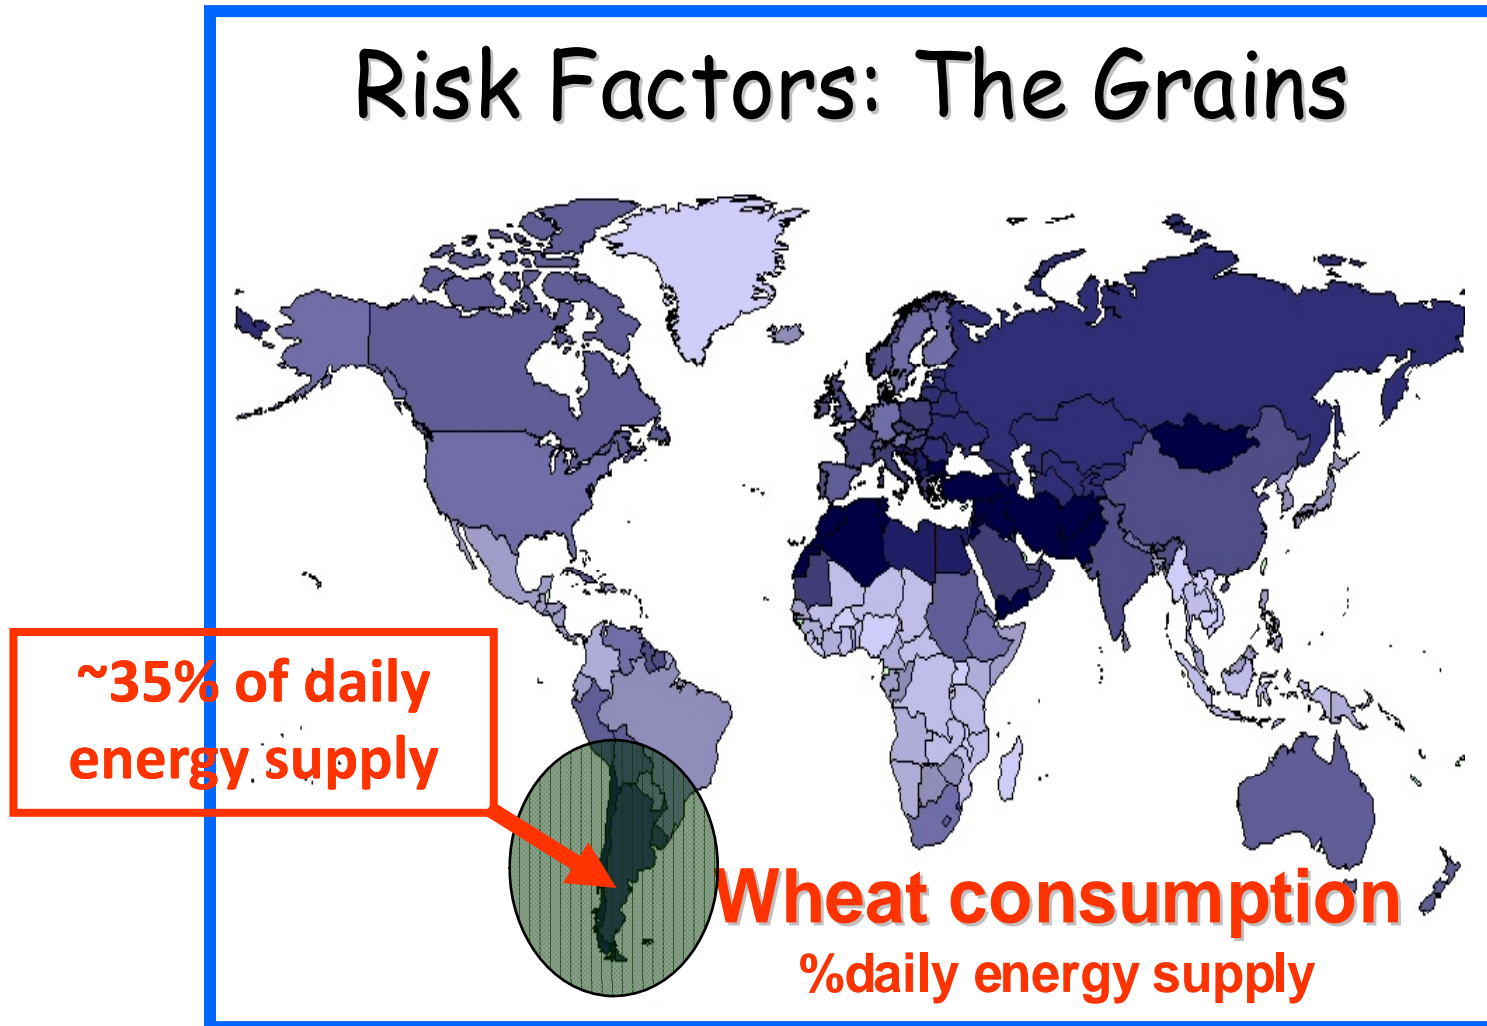 Risk Factors: The Grains
~35% of daily
energy supply
Wheat consumption
%daily energy supply